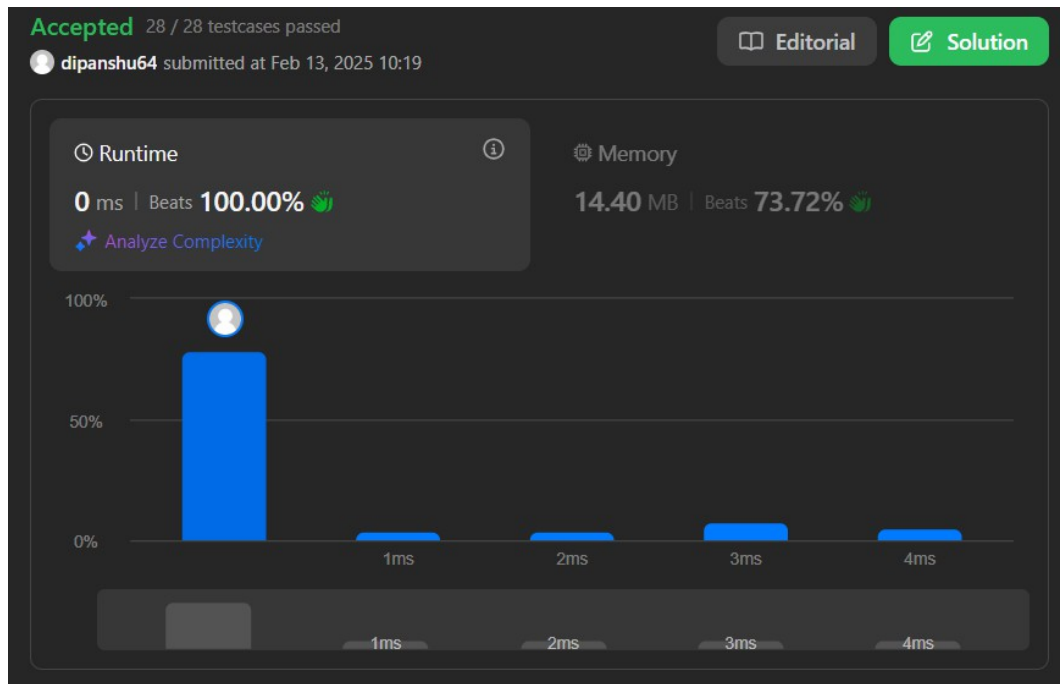 Accepted 28 / 28 testcases passed
Editorial
Solution
dipanshu64 submitted at Feb 13, 2025 10:19
Runtime
0 ms | Beats 100.00%
Analyze Complexity
Memory
14.40 MB | Beats 73.72%
100%
50%
0%
1ms 2ms 3ms 4ms
1ms 2ms 3ms 4ms